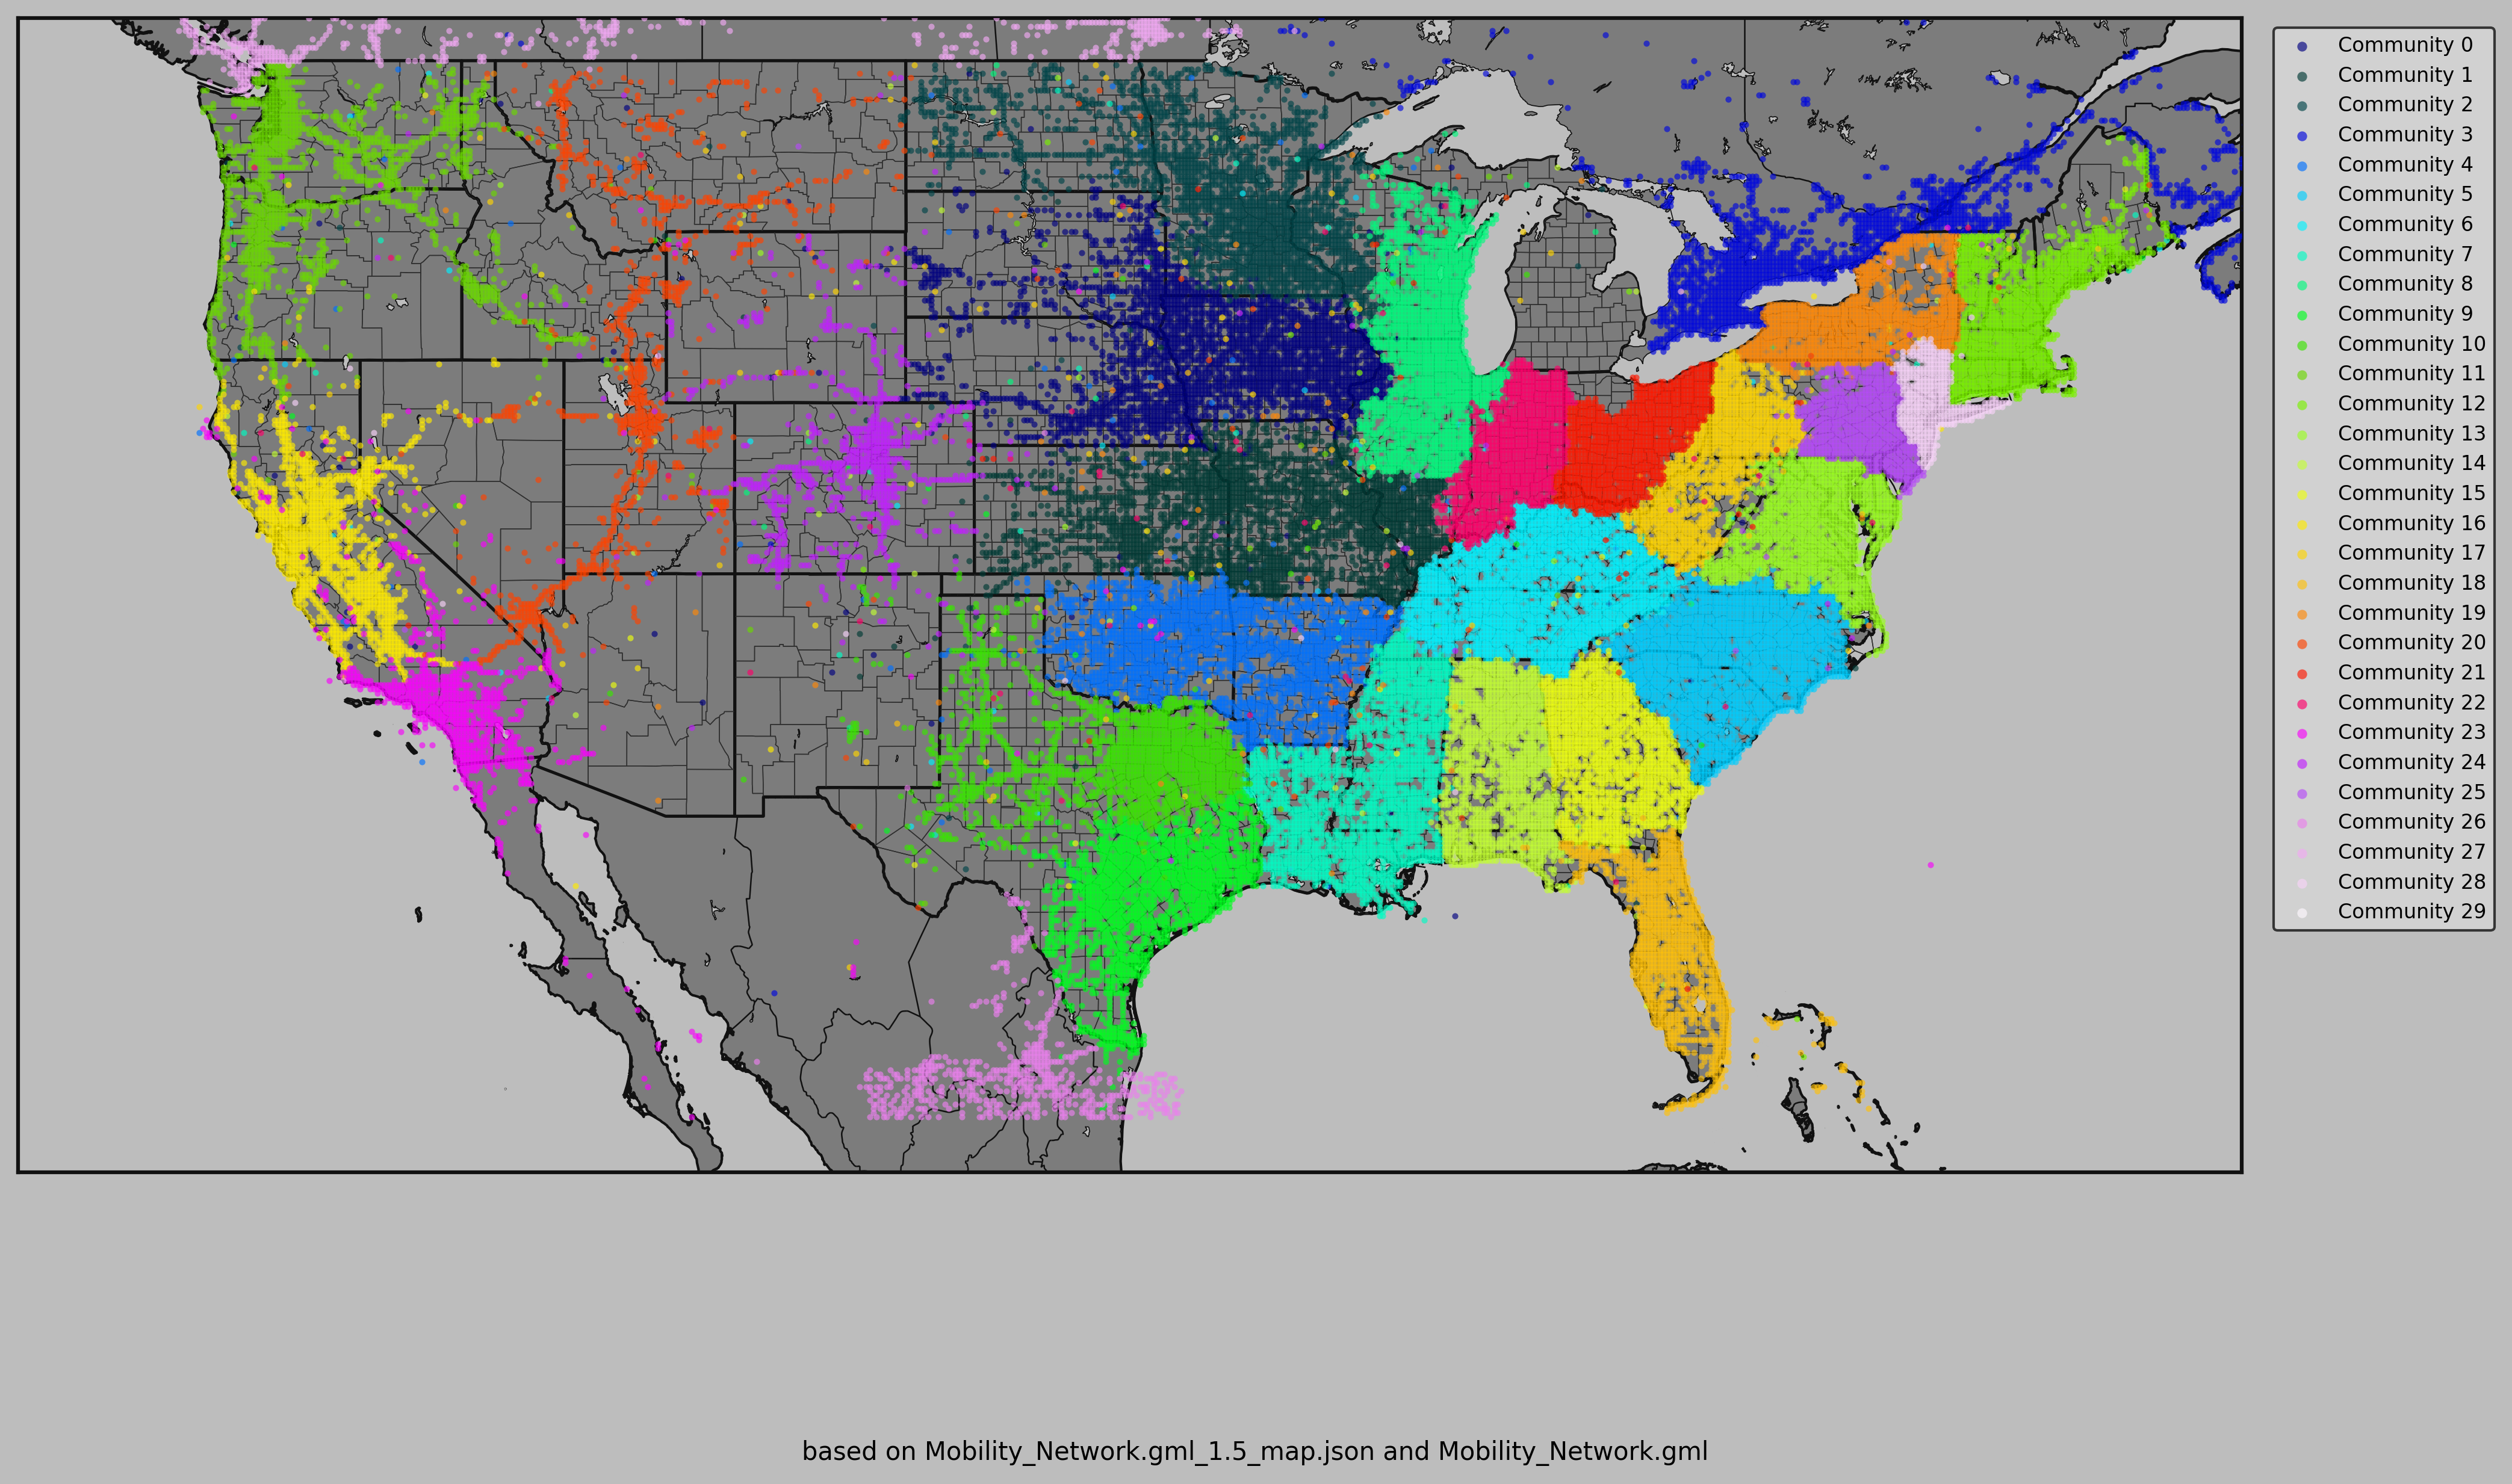 Community 0
Community 1
Community 2
Community 3
Community 4
Community 5
Community 6
Community 7
Community 8
Community 9
Community 10
Community 11
Community 12
Community 13
Community 14
Community 15
Community 16
Community 17
Community 18
Community 19
Community 20
Community 21
Community 22
Community 23
Community 24
Community 25
Community 26
Community 27
Community 28
Community 29
based on Mobility_Network.gml_1.5_map.json and Mobility_Network.gml